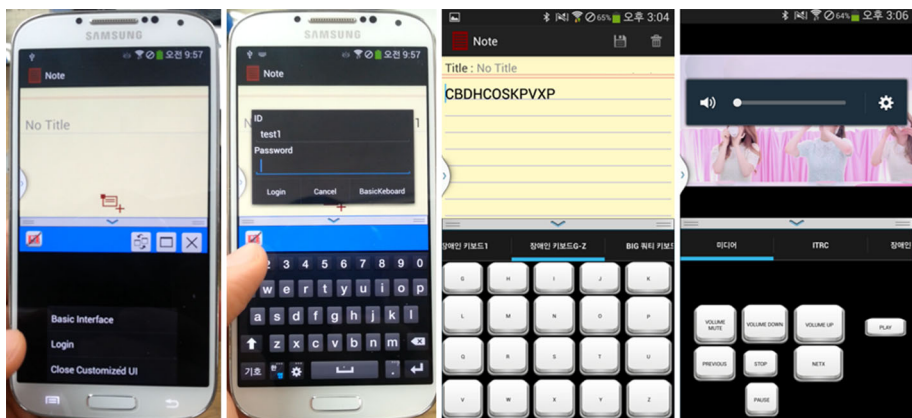 SAMSUNG
오전 9:57
Note
No Title
Basic Interface
Login
Close Customized UI
SAMSUNG
오전 9:57
Note
ID
test1
Password
Login
Cancel
BasicKeboard
2 3 4 5 6 7 8 9 0
w e r t y u i o p
a s d f g h j k l
z x c v b n m
기호
한
.
65% 오후 3:04
Note
Title : No Title
CBDHCOSKPVXP
장애인 키보드1
장애인 키보드G-Z
BIG 쿼티 키보드
G H I J K
L M N O P
Q R S T U
V W X Y Z
64% 오후 3:06
미디어
ITRC
장애인
VOLUME MUTE
VOLUME DOWN
VOLUME UP
PLAY
PREVIOUS
STOP
NETX
PAUSE